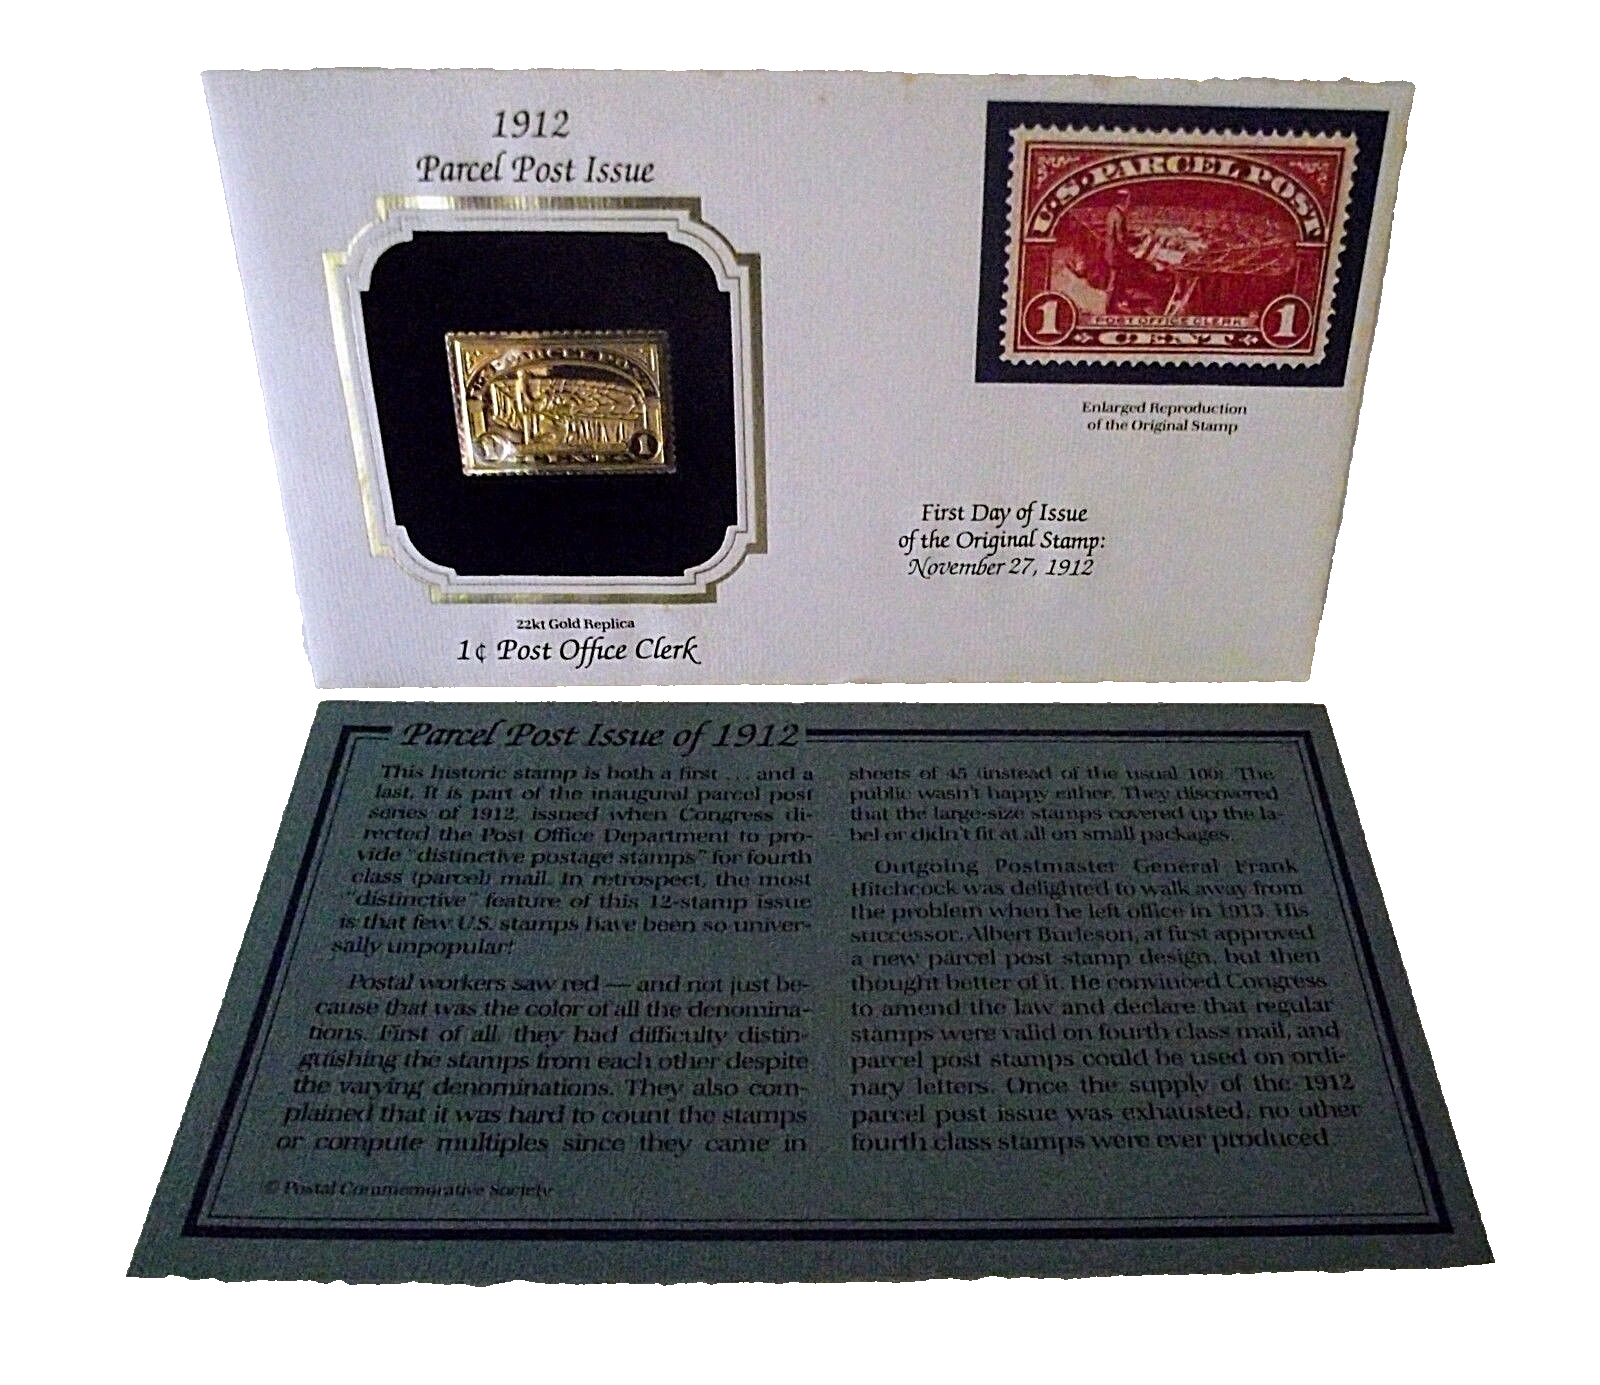 1912
Parcel Post Issue
U.S. PARCEL POST
1
POST OFFICE CLERK
1
CENT
Enlarged Reproduction
of the Original Stamp
First Day of Issue
of the Original Stamp:
November 27, 1912
1
1
CENT
22kt Gold Replica
1¢ Post Office Clerk
Parcel Post Issue of 1912
This historic stamp is both a first . . . and a
last. It is part of the inaugural parcel post
series of 1912, issued when Congress di-
rected the Post Office Department to pro-
vide "distinctive postage stamps" for fourth
class (parcel) mail. In retrospect, the most
"distinctive" feature of this 12-stamp issue
is that few U.S. stamps have been so univer-
sally unpopular!
Postal workers saw red — and not just be-
cause that was the color of all the denomina-
tions. First of all, they had difficulty distin-
guishing the stamps from each other despite
the varying denominations. They also com-
plained that it was hard to count the stamps
or compute multiples since they came in
sheets of 45 (instead of the usual 100). The
public wasn't happy either. They discovered
that the large-size stamps covered up the la-
bel or didn't fit at all on small packages.
Outgoing Postmaster General Frank
Hitchcock was delighted to walk away from
the problem when he left office in 1913. His
successor, Albert Burleson, at first approved
a new parcel post stamp design, but then
thought better of it. He convinced Congress
to amend the law and declare that regular
stamps were valid on fourth class mail, and
parcel post stamps could be used on ordi-
nary letters. Once the supply of the 1912
parcel post issue was exhausted, no other
fourth class stamps were ever produced.
© Postal Commemorative Society